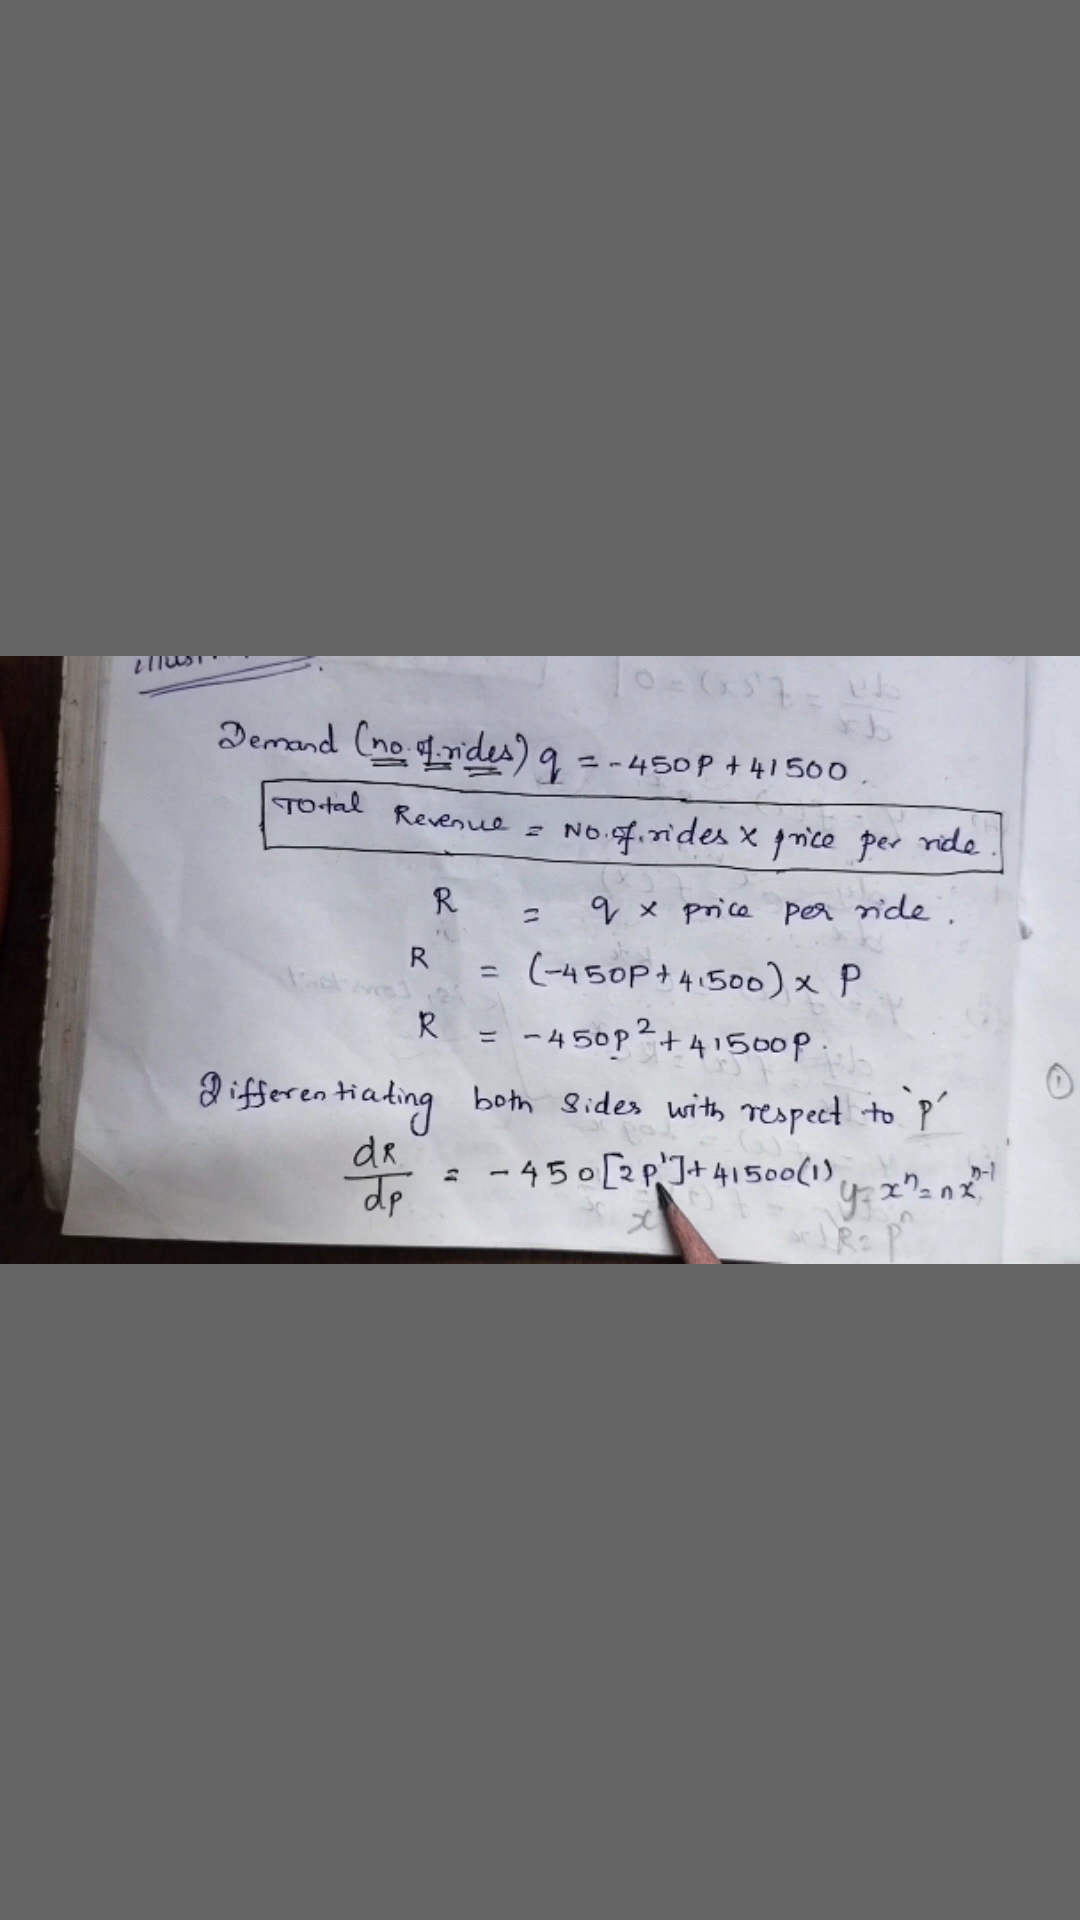 Demand (no. of. rides) q = -450P + 41500.
Total Revenue = No. of. rides x price per ride.
R = q x price per ride.
R = (-450P + 41500) x P
R = -450p² + 41500p.
Differentiating both sides with respect to 'p'
dR/dp = -450[2p¹] + 41500(1)
y = xⁿ = n xⁿ⁻¹
x
R = pⁿ
①